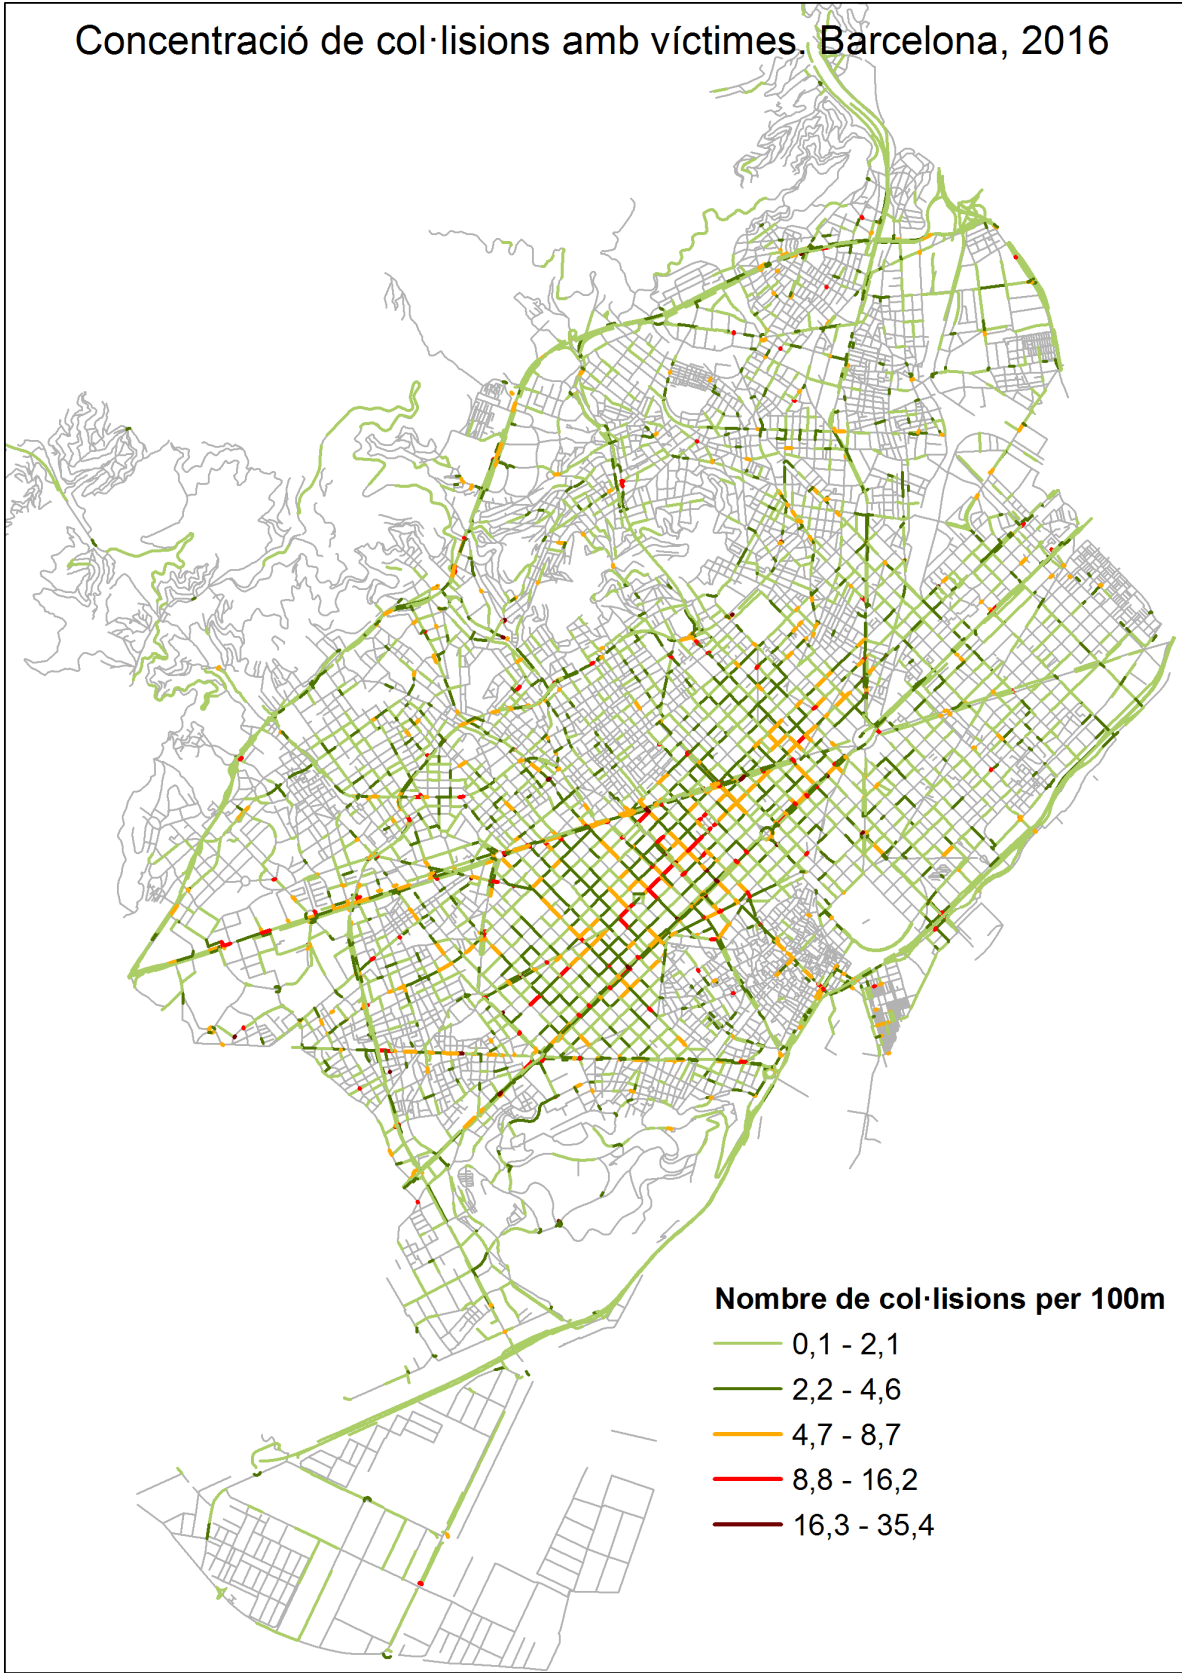 Concentració de col·lisions amb víctimes. Barcelona, 2016
Nombre de col·lisions per 100m
0,1 - 2,1
2,2 - 4,6
4,7 - 8,7
8,8 - 16,2
16,3 - 35,4